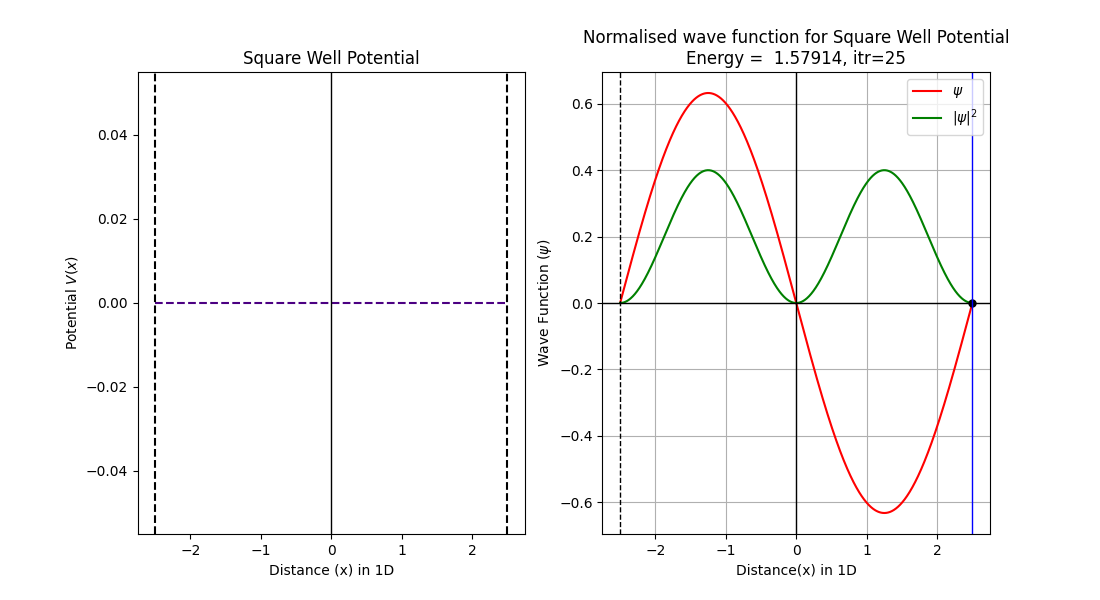 Square Well Potential
Potential V(x)
0.04
0.02
0.00
−0.02
−0.04
−2 −1 0 1 2
Distance (x) in 1D
Normalised wave function for Square Well Potential
Energy =  1.57914, itr=25
Wave Function (ψ)
0.6
0.4
0.2
0.0
−0.2
−0.4
−0.6
ψ
|ψ|²
−2 −1 0 1 2
Distance(x) in 1D